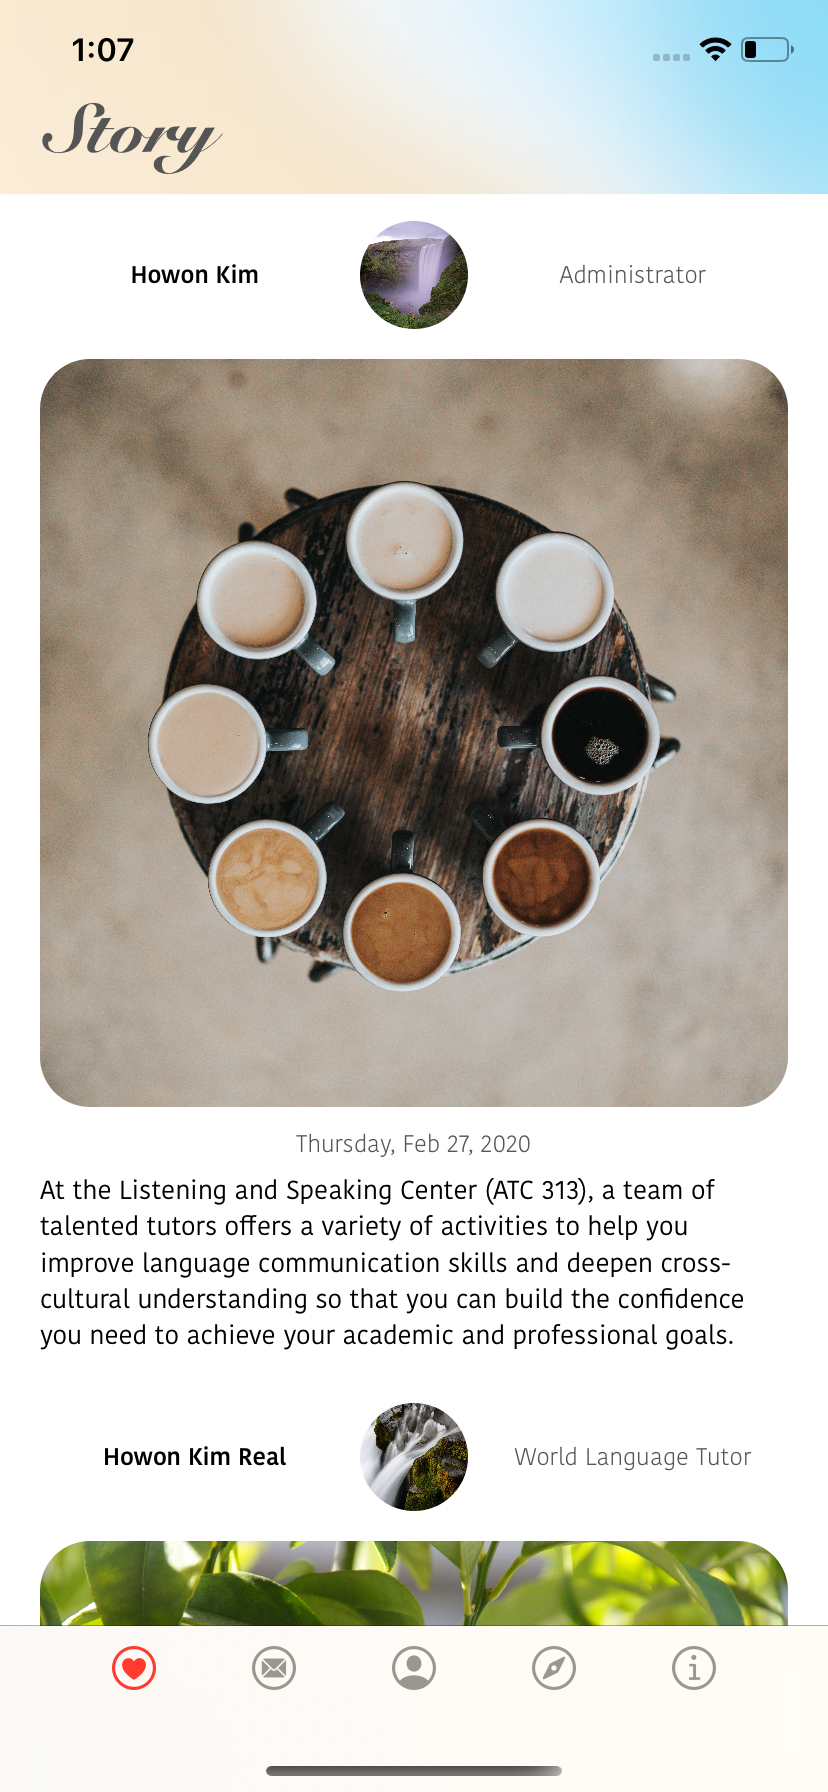 1:07
Story
Howon Kim
Administrator
Thursday, Feb 27, 2020
At the Listening and Speaking Center (ATC 313), a team of
talented tutors offers a variety of activities to help you
improve language communication skills and deepen cross-
cultural understanding so that you can build the confidence
you need to achieve your academic and professional goals.
Howon Kim Real
World Language Tutor